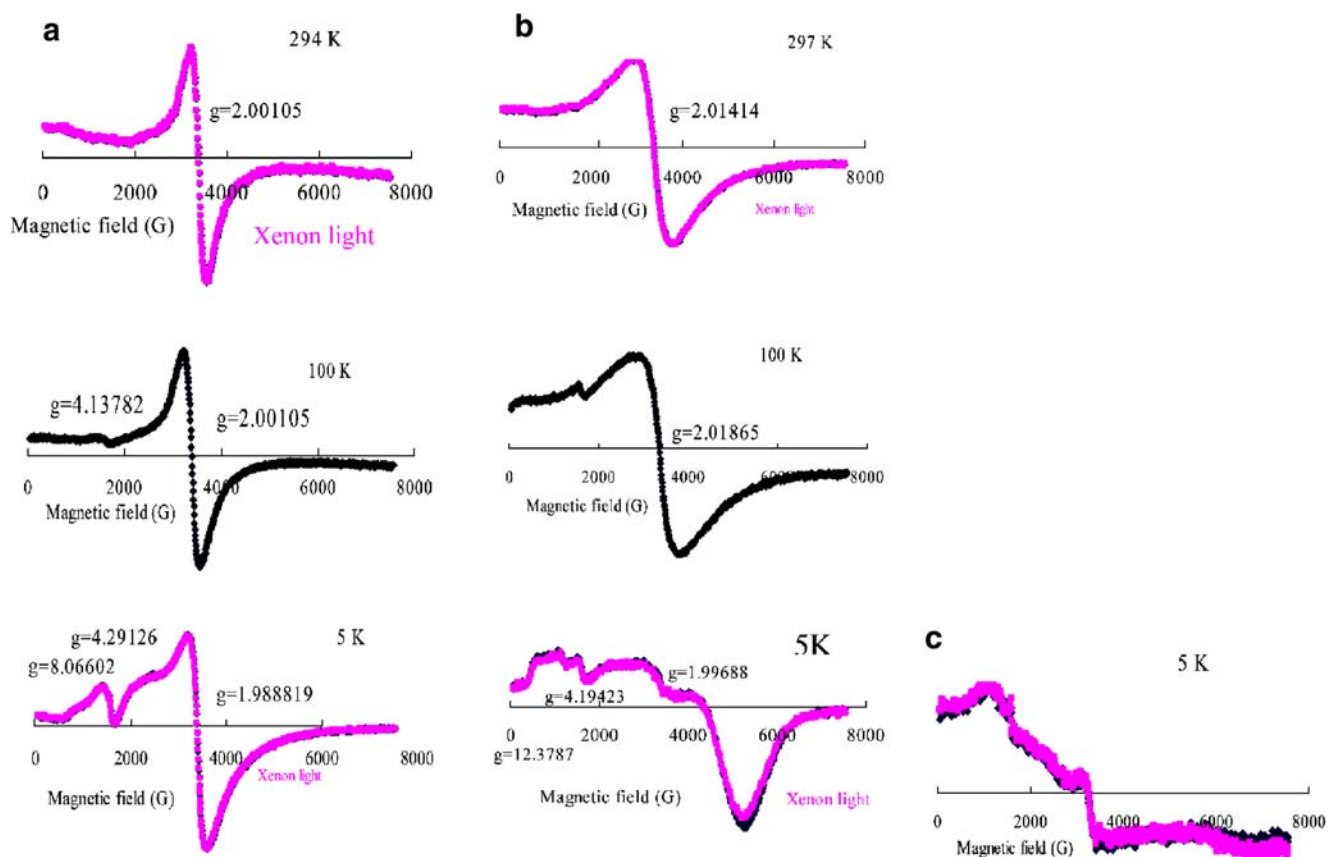 a
294 K
g=2.00105
0 2000 4000 6000 8000
Magnetic field (G)
Xenon light
100 K
g=4.13782
g=2.00105
0 2000 4000 6000 8000
Magnetic field (G)
g=4.29126
5 K
g=8.06602
g=1.988819
0 2000 4000 6000 8000
Xenon light
Magnetic field (G)
b
297 K
g=2.01414
0 2000 4000 6000 8000
Magnetic field (G)
Xenon light
100 K
g=2.01865
0 2000 4000 6000 8000
Magnetic field (G)
5K
g=1.99688
g=4.19423
0 2000 4000 6000 8000
g=12.3787
Magnetic field (G)
Xenon light
c
5 K
0 2000 4000 6000 8000
Magnetic field (G)